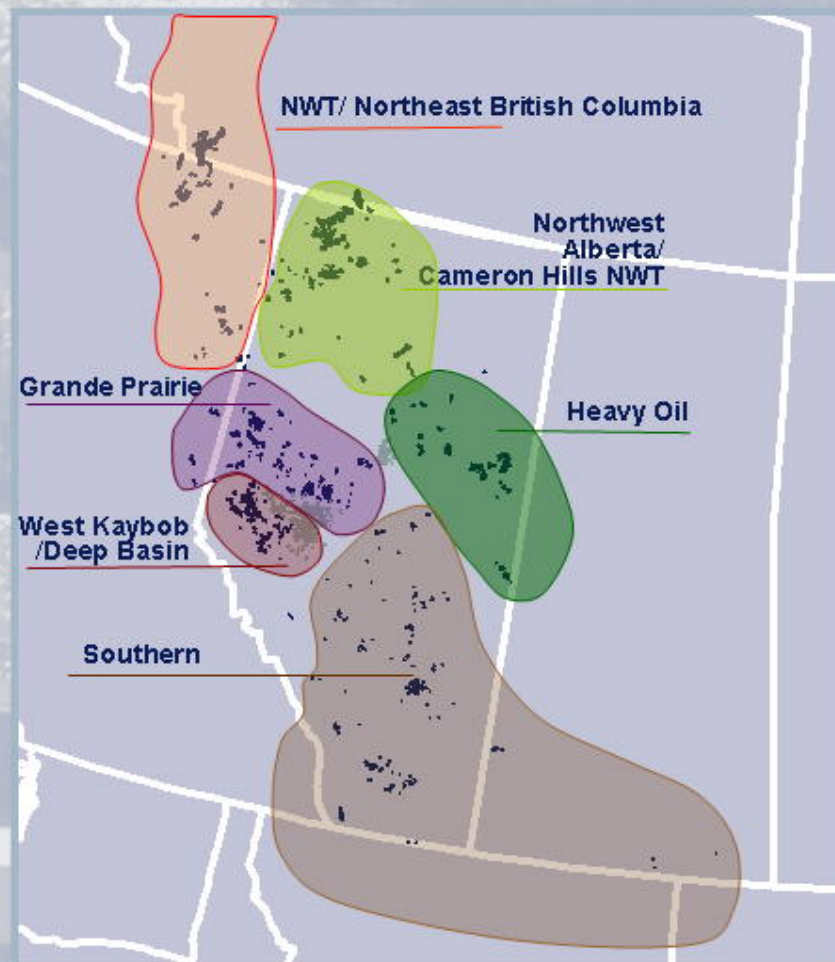 NWT/ Northeast British Columbia
Northwest
Alberta/
Cameron Hills NWT
Grande Prairie
Heavy Oil
West Kaybob
/Deep Basin
Southern